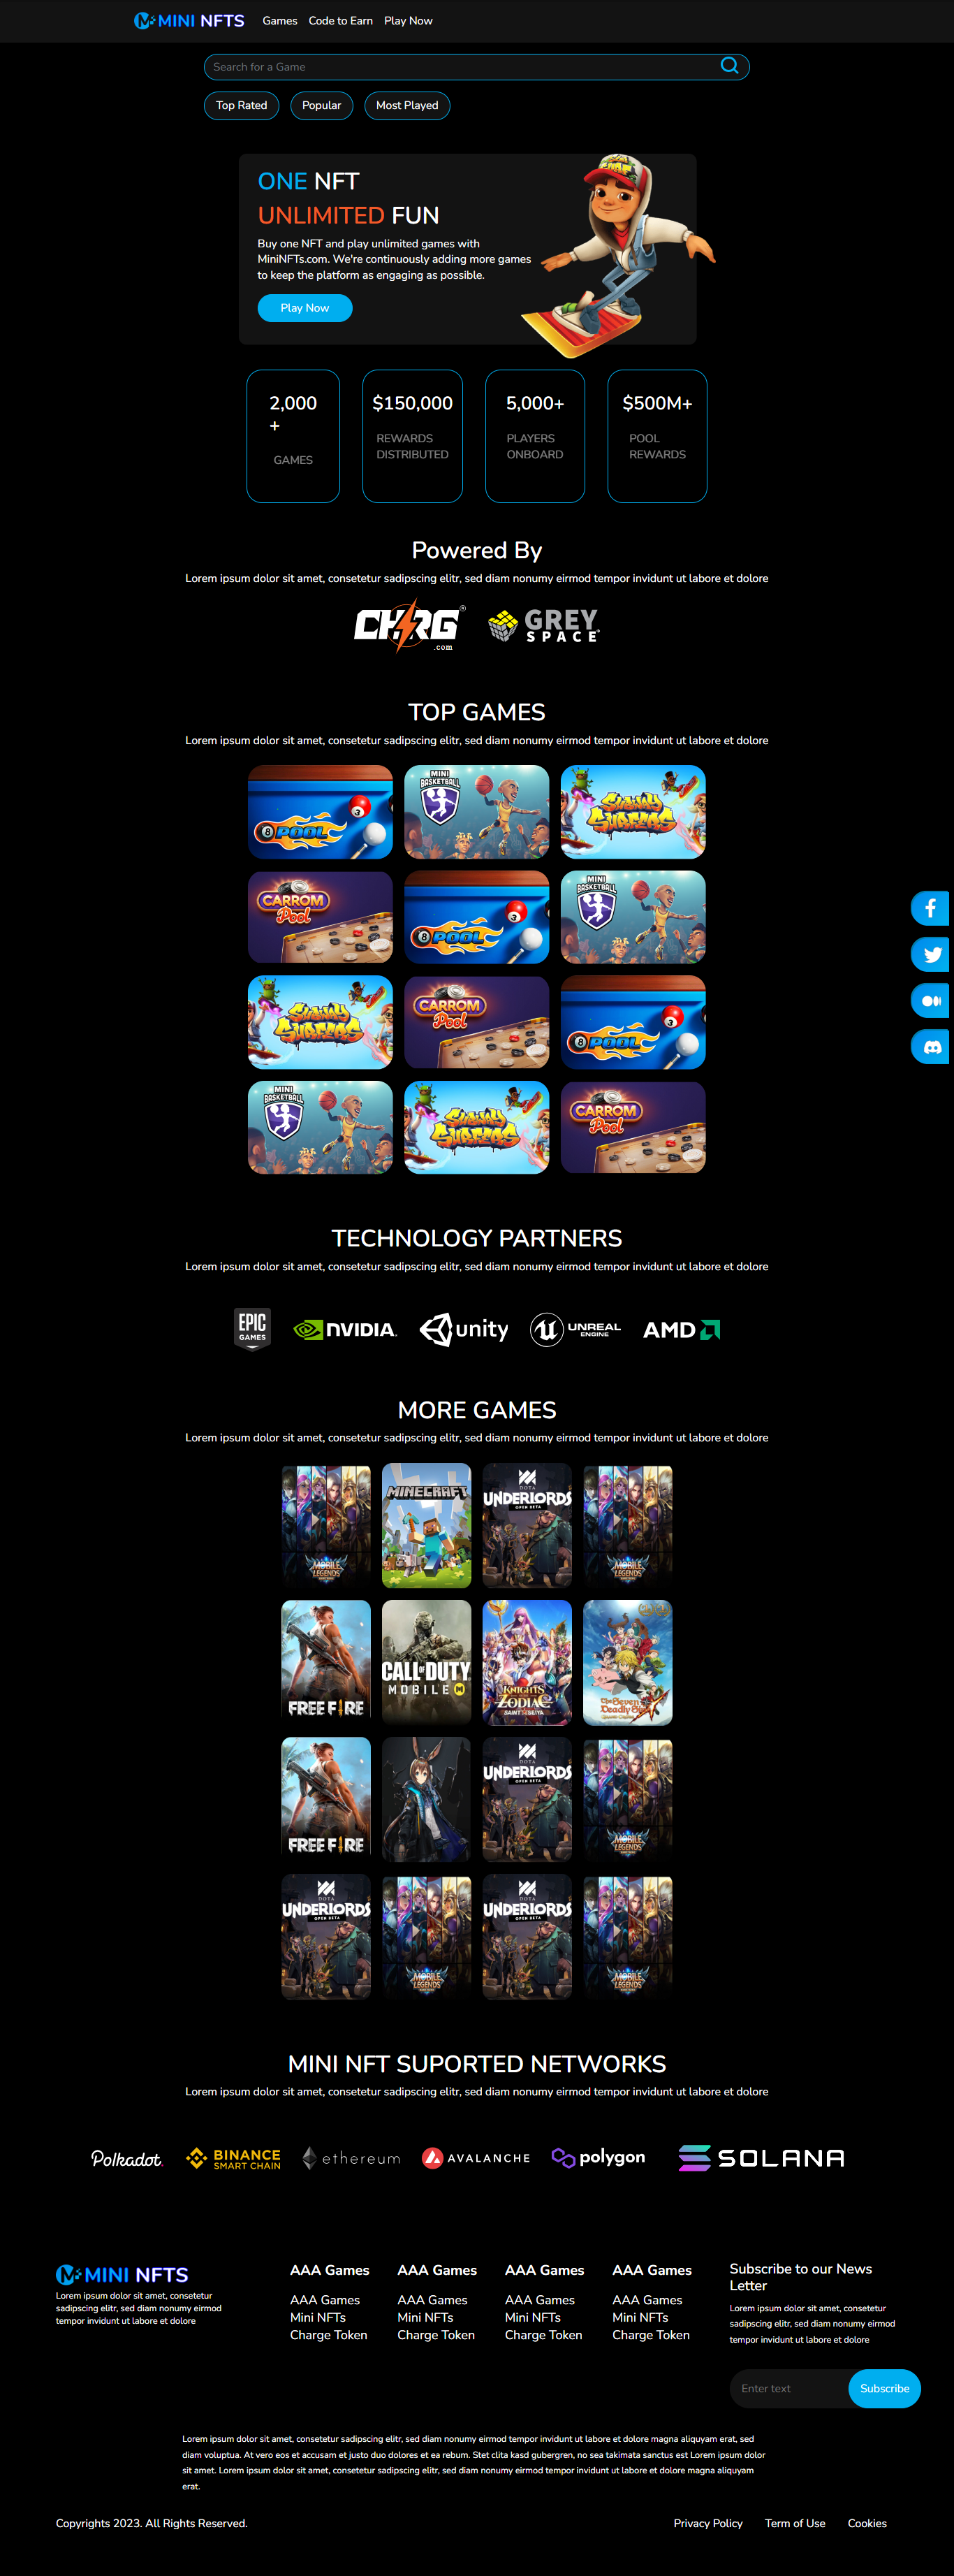 MINI NFTS
Games Code to Earn Play Now
Search for a Game
Top Rated Popular Most Played
ONE NFT
UNLIMITED FUN
Buy one NFT and play unlimited games with
MiniNFTs.com. We're continuously adding more games
to keep the platform as engaging as possible.
Play Now
2,000
+
GAMES
$150,000
REWARDS
DISTRIBUTED
5,000+
PLAYERS
ONBOARD
$500M+
POOL
REWARDS
Powered By
Lorem ipsum dolor sit amet, consetetur sadipscing elitr, sed diam nonumy eirmod tempor invidunt ut labore et dolore
CHRG®
.com
GREY
SPACE
TOP GAMES
Lorem ipsum dolor sit amet, consetetur sadipscing elitr, sed diam nonumy eirmod tempor invidunt ut labore et dolore
8 POOL
3
MINI
BASKETBALL
SUBWAY
SURFERS
CARROM
Pool
8 POOL
3
MINI
BASKETBALL
SUBWAY
SURFERS
CARROM
Pool
8 POOL
3
MINI
BASKETBALL
SUBWAY
SURFERS
CARROM
Pool
TECHNOLOGY PARTNERS
Lorem ipsum dolor sit amet, consetetur sadipscing elitr, sed diam nonumy eirmod tempor invidunt ut labore et dolore
EPIC
GAMES
NVIDIA.
unity
UNREAL
ENGINE
AMD
MORE GAMES
Lorem ipsum dolor sit amet, consetetur sadipscing elitr, sed diam nonumy eirmod tempor invidunt ut labore et dolore
MOBILE
LEGENDS
MINECRAFT
DOTA
UNDERLORDS
OPEN BETA
MOBILE
LEGENDS
FREE FIRE
CALL OF DUTY
MOBILE
KNIGHTS
ZODIAC
SAINT SEIYA
The Seven
Deadly Sins
FREE FIRE
DOTA
UNDERLORDS
OPEN BETA
MOBILE
LEGENDS
DOTA
UNDERLORDS
OPEN BETA
MOBILE
LEGENDS
DOTA
UNDERLORDS
OPEN BETA
MOBILE
LEGENDS
MINI NFT SUPORTED NETWORKS
Lorem ipsum dolor sit amet, consetetur sadipscing elitr, sed diam nonumy eirmod tempor invidunt ut labore et dolore
Polkadot.
BINANCE
SMART CHAIN
ethereum
AVALANCHE
polygon
SOLANA
MINI NFTS
Lorem ipsum dolor sit amet, consetetur
sadipscing elitr, sed diam nonumy eirmod
tempor invidunt ut labore et dolore
AAA Games
AAA Games
Mini NFTs
Charge Token
AAA Games
AAA Games
Mini NFTs
Charge Token
AAA Games
AAA Games
Mini NFTs
Charge Token
AAA Games
AAA Games
Mini NFTs
Charge Token
Subscribe to our News
Letter
Lorem ipsum dolor sit amet, consetetur
sadipscing elitr, sed diam nonumy eirmod
tempor invidunt ut labore et dolore
Enter text
Subscribe
Lorem ipsum dolor sit amet, consetetur sadipscing elitr, sed diam nonumy eirmod tempor invidunt ut labore et dolore magna aliquyam erat, sed
diam voluptua. At vero eos et accusam et justo duo dolores et ea rebum. Stet clita kasd gubergren, no sea takimata sanctus est Lorem ipsum dolor
sit amet. Lorem ipsum dolor sit amet, consetetur sadipscing elitr, sed diam nonumy eirmod tempor invidunt ut labore et dolore magna aliquyam
erat.
Copyrights 2023. All Rights Reserved.
Privacy Policy Term of Use Cookies